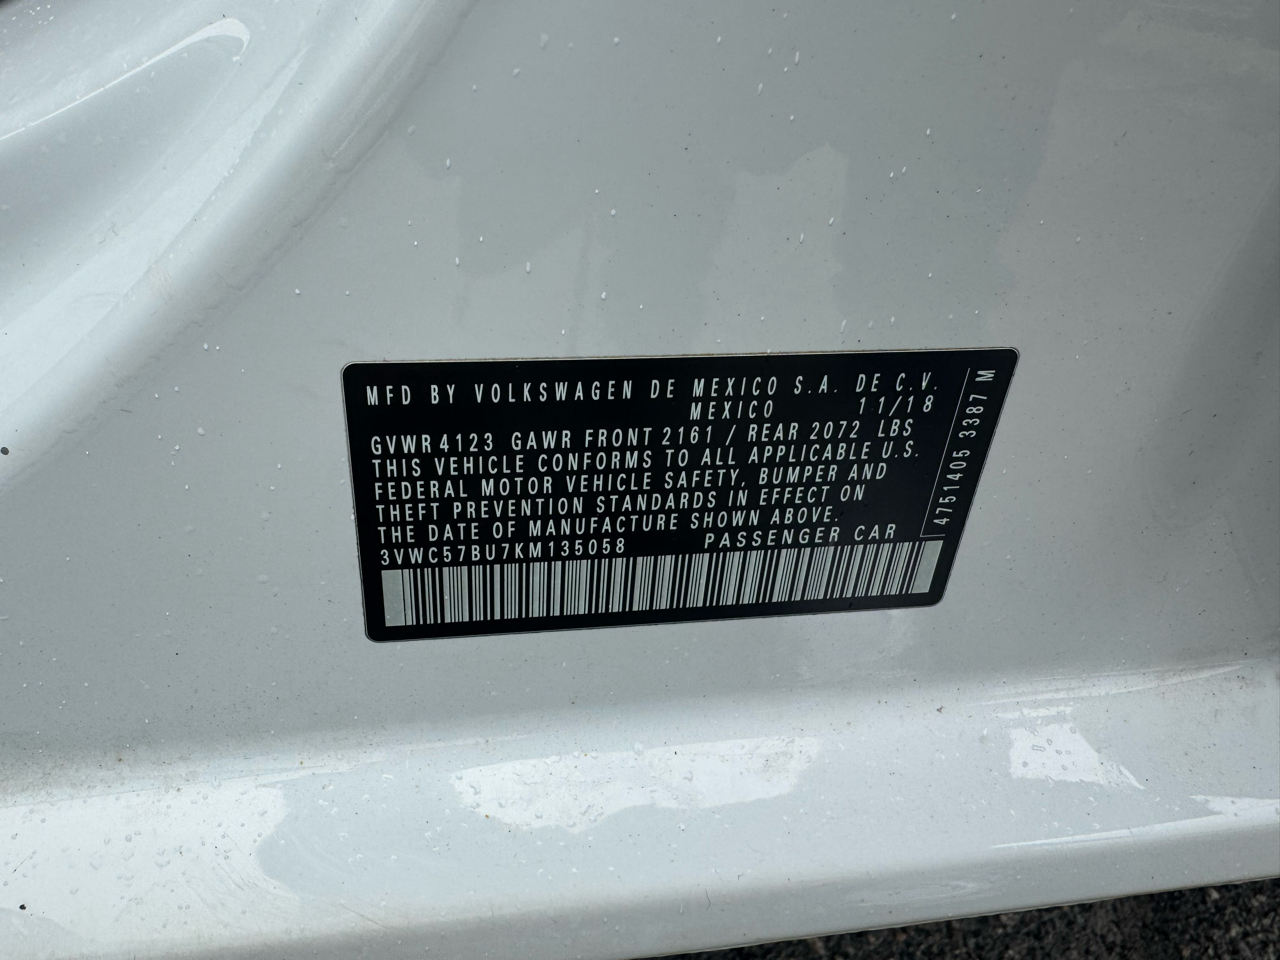 MFD BY VOLKSWAGEN DE MEXICO S.A. DE C.V.
MEXICO 11/18
GVWR 4123 GAWR FRONT 2161 / REAR 2072 LBS
THIS VEHICLE CONFORMS TO ALL APPLICABLE U.S.
FEDERAL MOTOR VEHICLE SAFETY, BUMPER AND
THEFT PREVENTION STANDARDS IN EFFECT ON
THE DATE OF MANUFACTURE SHOWN ABOVE.
3VWC57BU7KM135058 PASSENGER CAR
4751405 3387 M